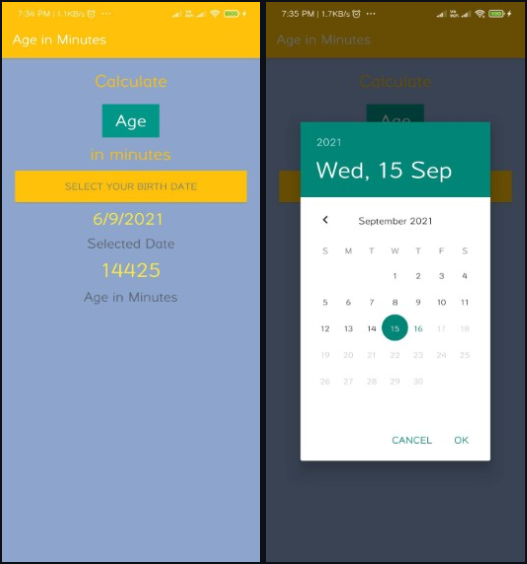 7:34 PM | 1.1KB/s
Age in Minutes
Calculate
Age
in minutes
SELECT YOUR BIRTH DATE
6/9/2021
Selected Date
14425
Age in Minutes
7:35 PM | 1.7KB/s
Age in Minutes
Calculate
Age
2021
Wed, 15 Sep
September 2021
S M T W T F S
1 2 3 4
5 6 7 8 9 10 11
12 13 14 15 16 17 18
19 20 21 22 23 24 25
26 27 28 29 30
CANCEL OK